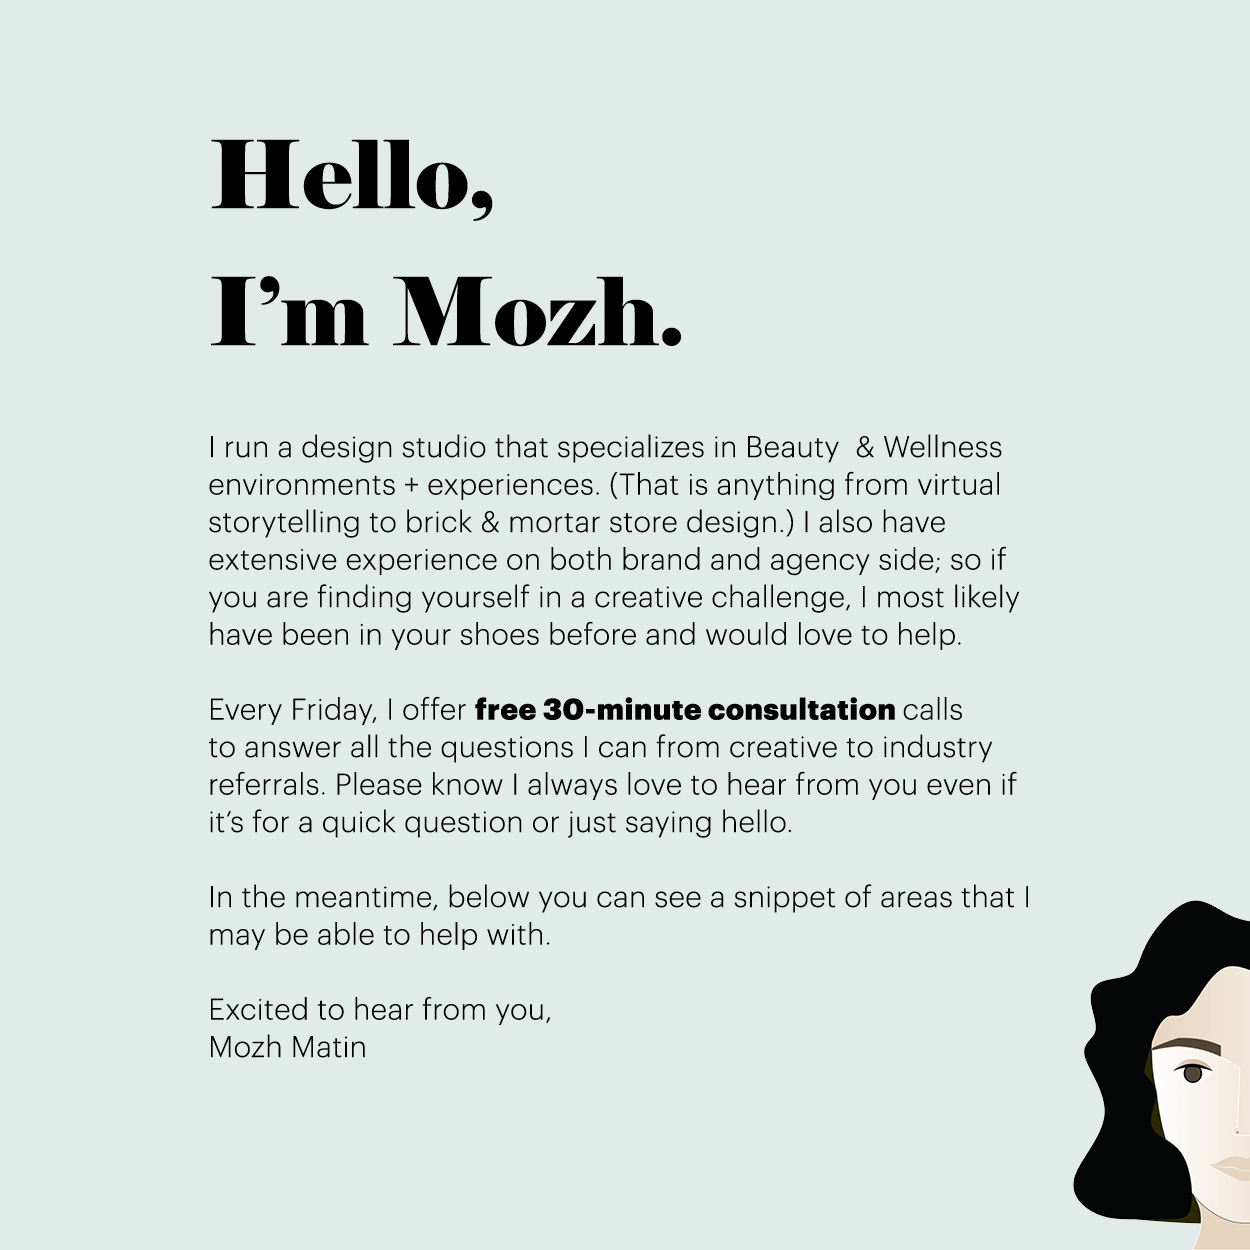 Hello,
I’m Mozh.
I run a design studio that specializes in Beauty  & Wellness
environments + experiences. (That is anything from virtual
storytelling to brick & mortar store design.) I also have
extensive experience on both brand and agency side; so if
you are finding yourself in a creative challenge, I most likely
have been in your shoes before and would love to help.
Every Friday, I offer free 30-minute consultation calls
to answer all the questions I can from creative to industry
referrals. Please know I always love to hear from you even if
it’s for a quick question or just saying hello.
In the meantime, below you can see a snippet of areas that I
may be able to help with.
Excited to hear from you,
Mozh Matin